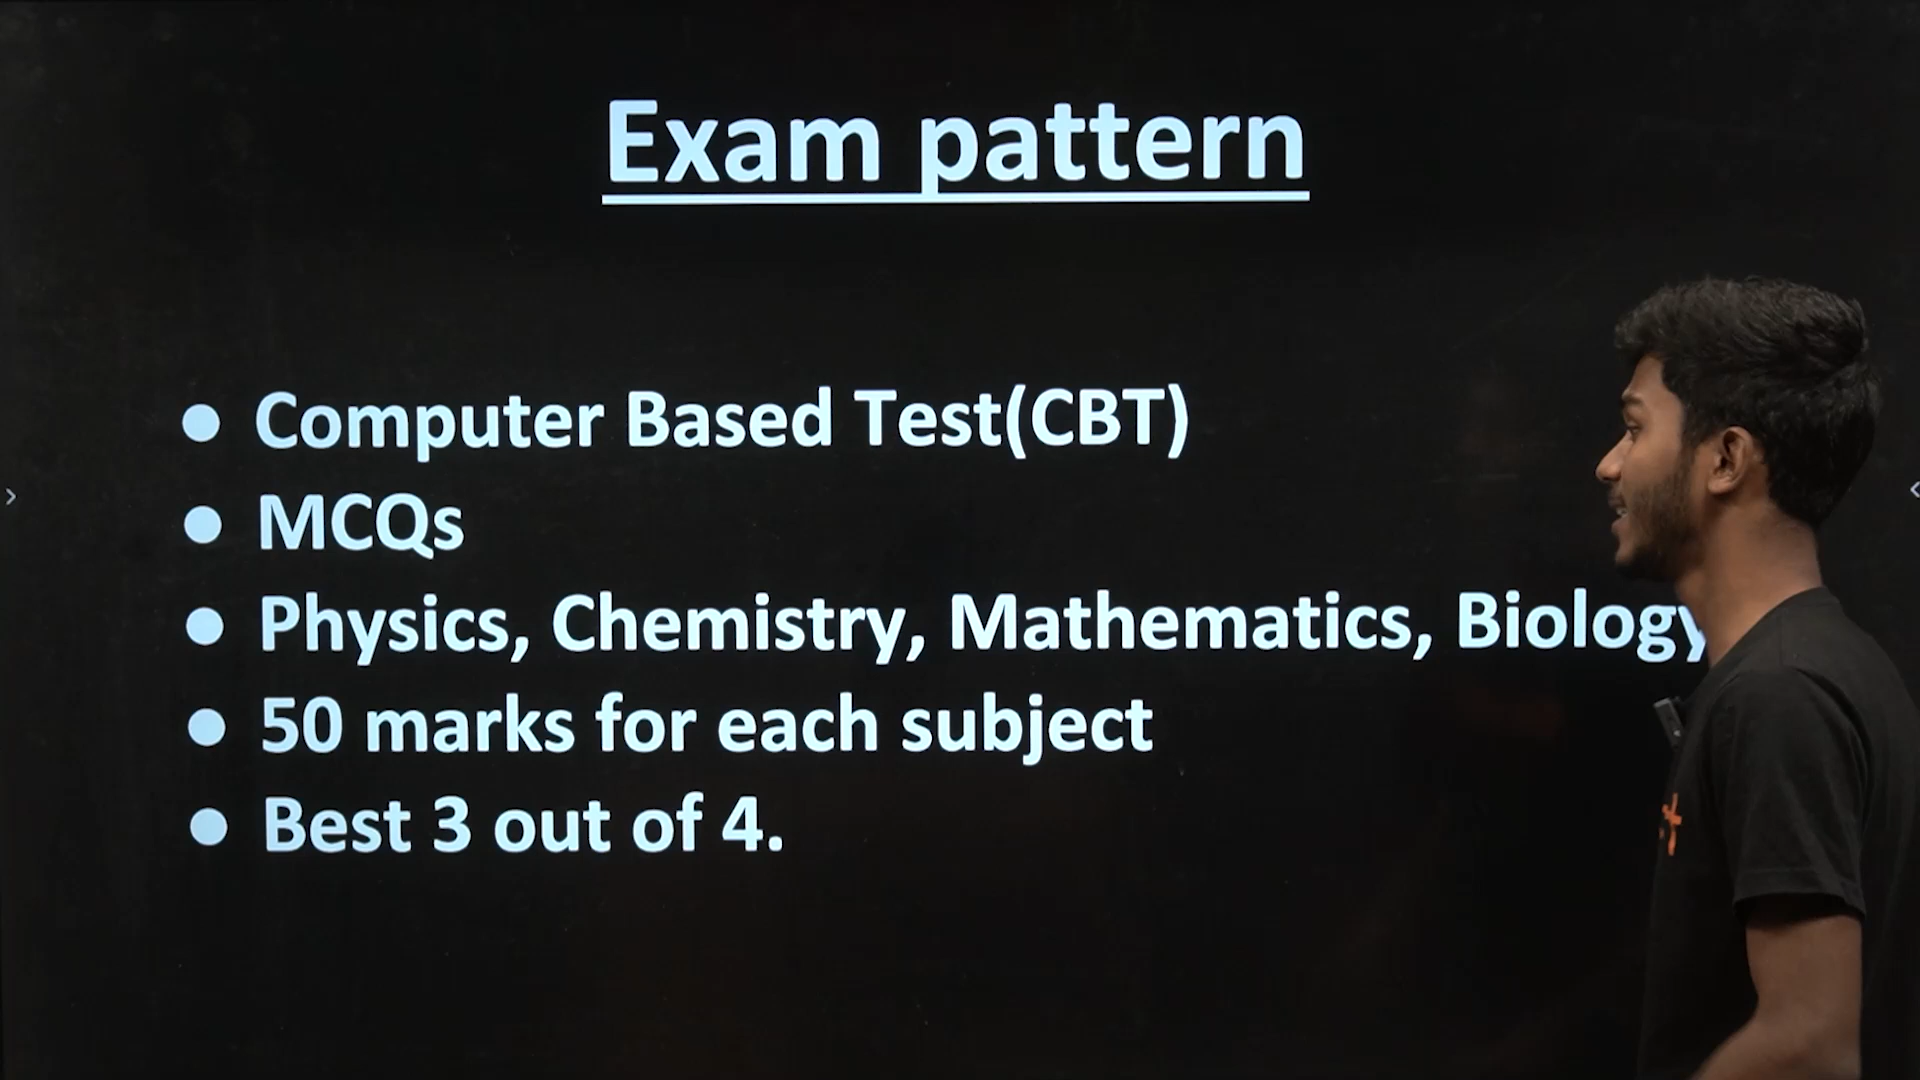 Exam pattern
● Computer Based Test(CBT)
● MCQs
● Physics, Chemistry, Mathematics, Biology
● 50 marks for each subject
● Best 3 out of 4.